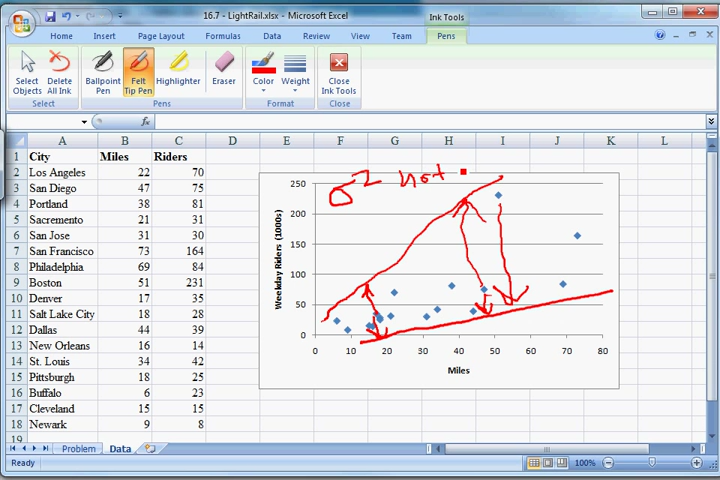 16.7 - LightRail.xlsx - Microsoft Excel
Ink Tools
Home Insert Page Layout Formulas Data Review View Team Pens
Select Objects Delete All Ink Ballpoint Pen Felt Tip Pen Highlighter Eraser Color Weight Close Ink Tools
Select Pens Format Close
fx
A B C D E F G H I J K L
1 City Miles Riders
2 Los Angeles 22 70
3 San Diego 47 75
4 Portland 38 81
5 Sacremento 21 31
6 San Jose 31 30
7 San Francisco 73 164
8 Philadelphia 69 84
9 Boston 51 231
10 Denver 17 35
11 Salt Lake City 18 28
12 Dallas 44 39
13 New Orleans 16 14
14 St. Louis 34 42
15 Pittsburgh 18 25
16 Buffalo 6 23
17 Cleveland 15 15
18 Newark 9 8
19
σ2 not
Weekday Riders (1000s)
250
200
150
100
50
0
0 10 20 30 40 50 60 70 80
Miles
Problem Data
Ready
100%